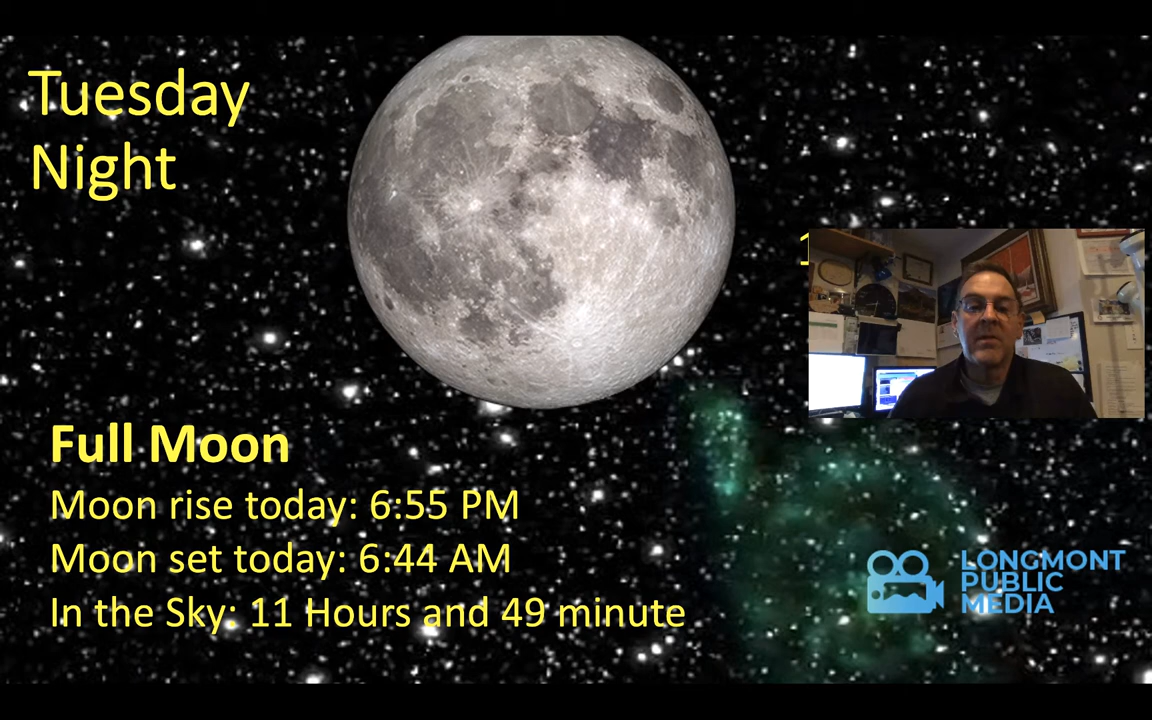 Tuesday
Night
1
Full Moon
Moon rise today: 6:55 PM
Moon set today: 6:44 AM
In the Sky: 11 Hours and 49 minute
LONGMONT
PUBLIC
MEDIA